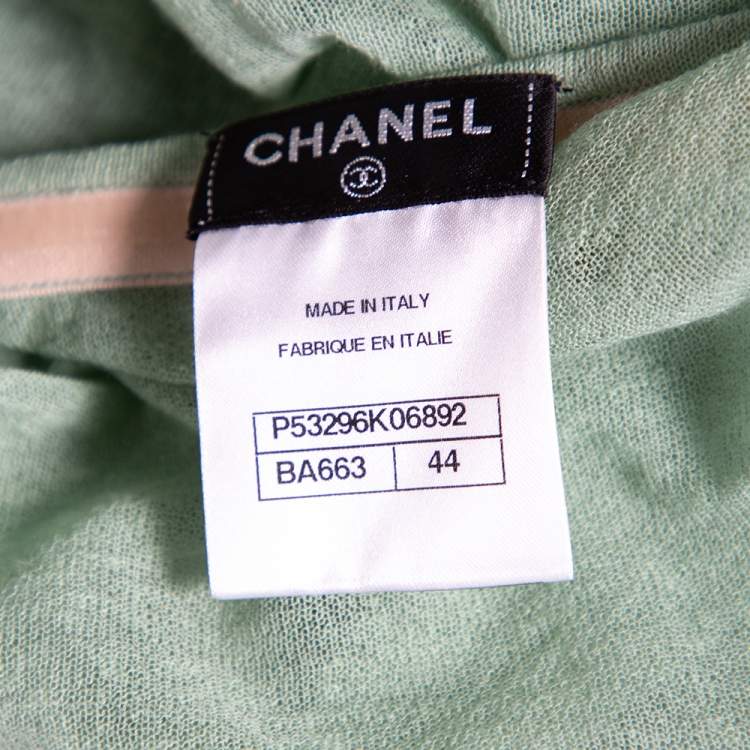 CHANEL
MADE IN ITALY
FABRIQUE EN ITALIE
P53296K06892
BA663 44